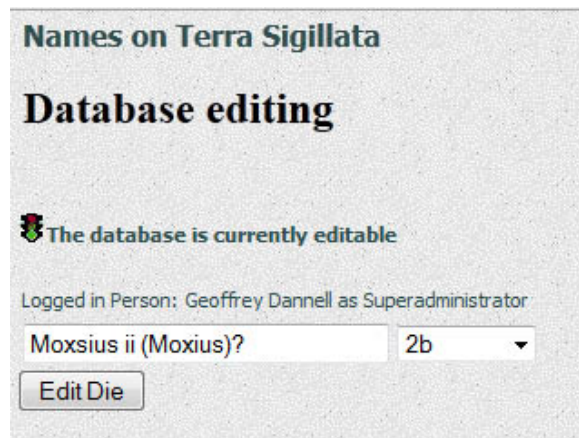 Names on Terra Sigillata
Database editing
The database is currently editable
Logged in Person: Geoffrey Dannell as Superadministrator
Moxsius ii (Moxius)? 2b
Edit Die